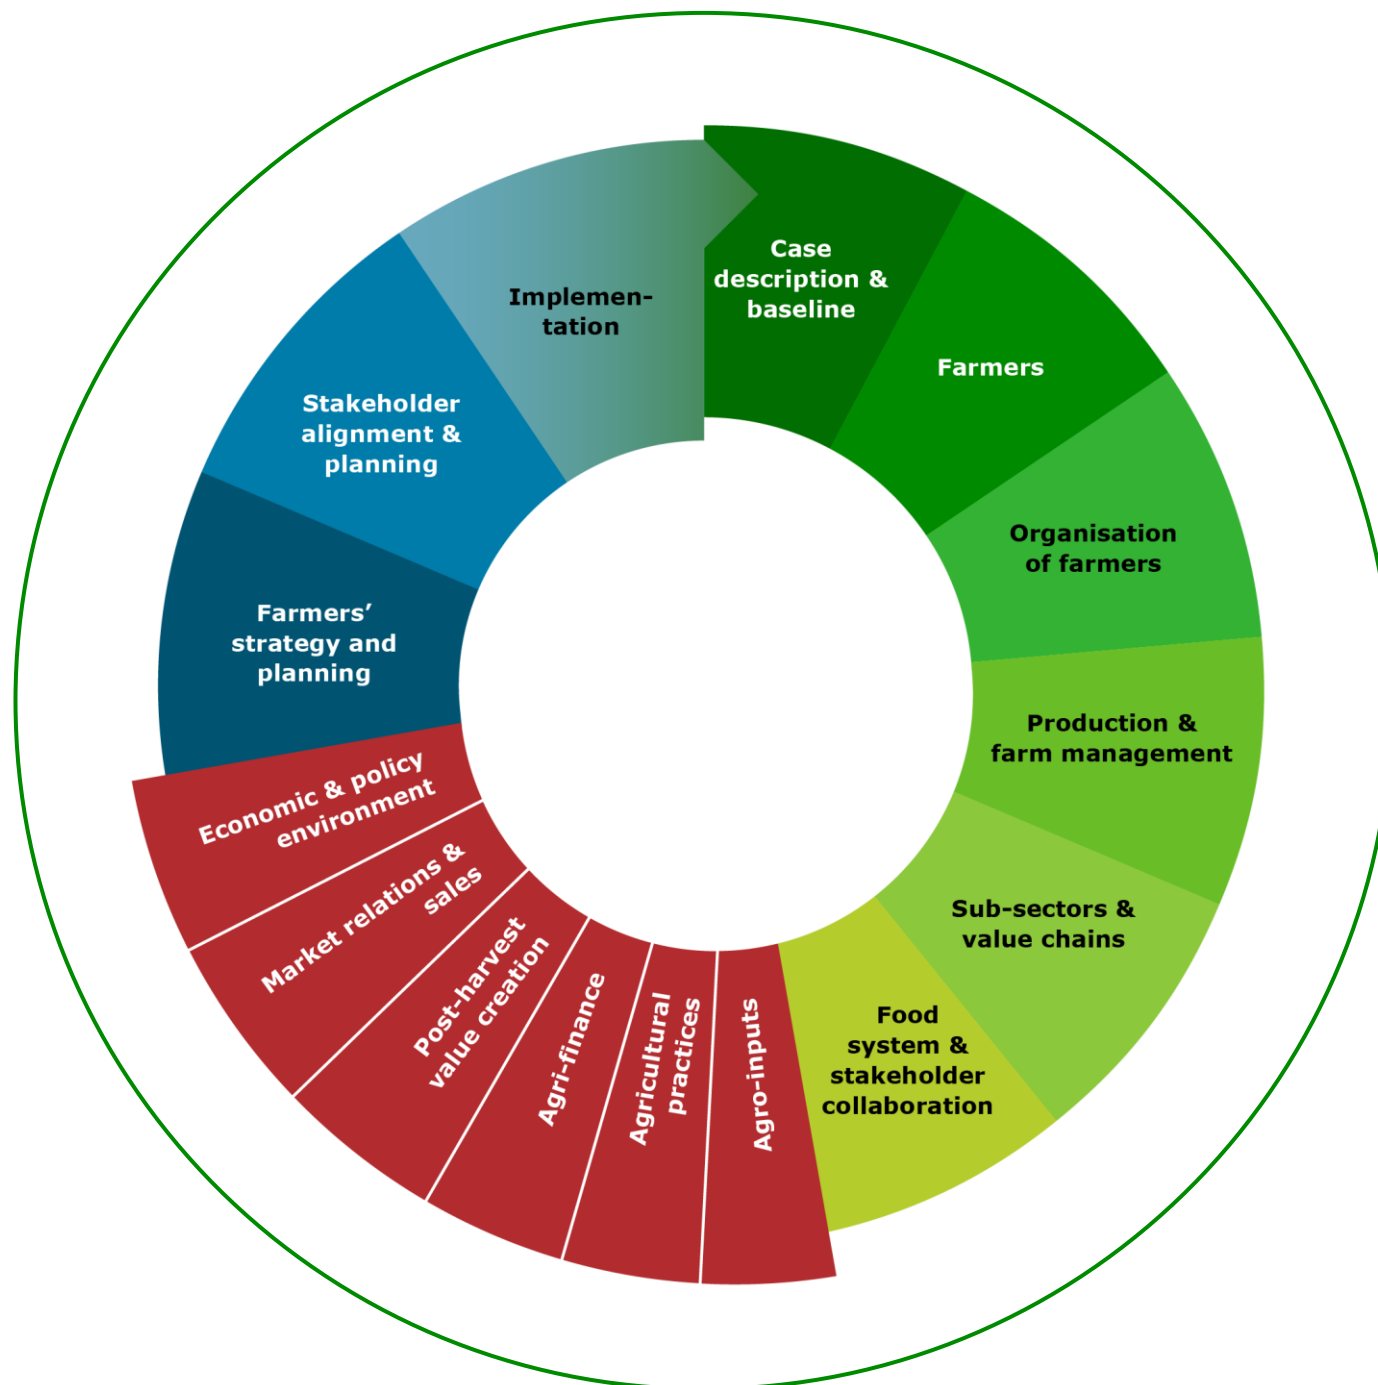 Case
description &
baseline
Farmers
Organisation
of farmers
Production &
farm management
Sub-sectors &
value chains
Food
system &
stakeholder
collaboration
Agro-inputs
Agricultural
practices
Agri-finance
Post-harvest
value creation
Market relations &
sales
Economic & policy
environment
Farmers’
strategy and
planning
Stakeholder
alignment &
planning
Implemen-
tation